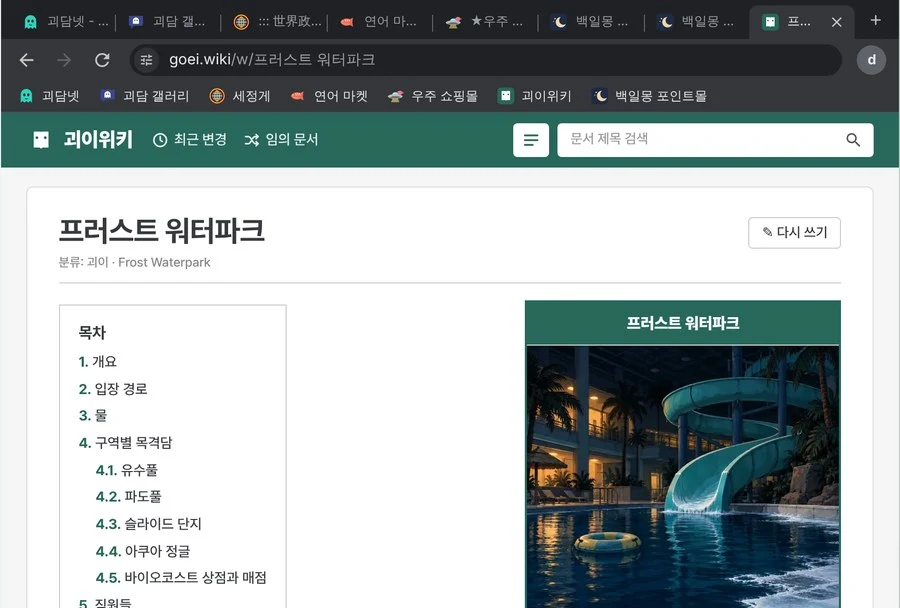 괴담넷 - ...
괴담 갤...
::: 世界政...
연어 마...
★우주 ...
백일몽 ...
백일몽 ...
프...
goei.wiki/w/프러스트 워터파크
d
괴담넷
괴담 갤러리
세정게
연어 마켓
우주 쇼핑몰
괴이위키
백일몽 포인트몰
괴이위키
최근 변경
임의 문서
문서 제목 검색
프러스트 워터파크
✎ 다시 쓰기
분류: 괴이 · Frost Waterpark
목차
1. 개요
2. 입장 경로
3. 물
4. 구역별 목격담
4.1. 유수풀
4.2. 파도풀
4.3. 슬라이드 단지
4.4. 아쿠아 정글
4.5. 바이오코스트 상점과 매점
5. 직원들
프러스트 워터파크